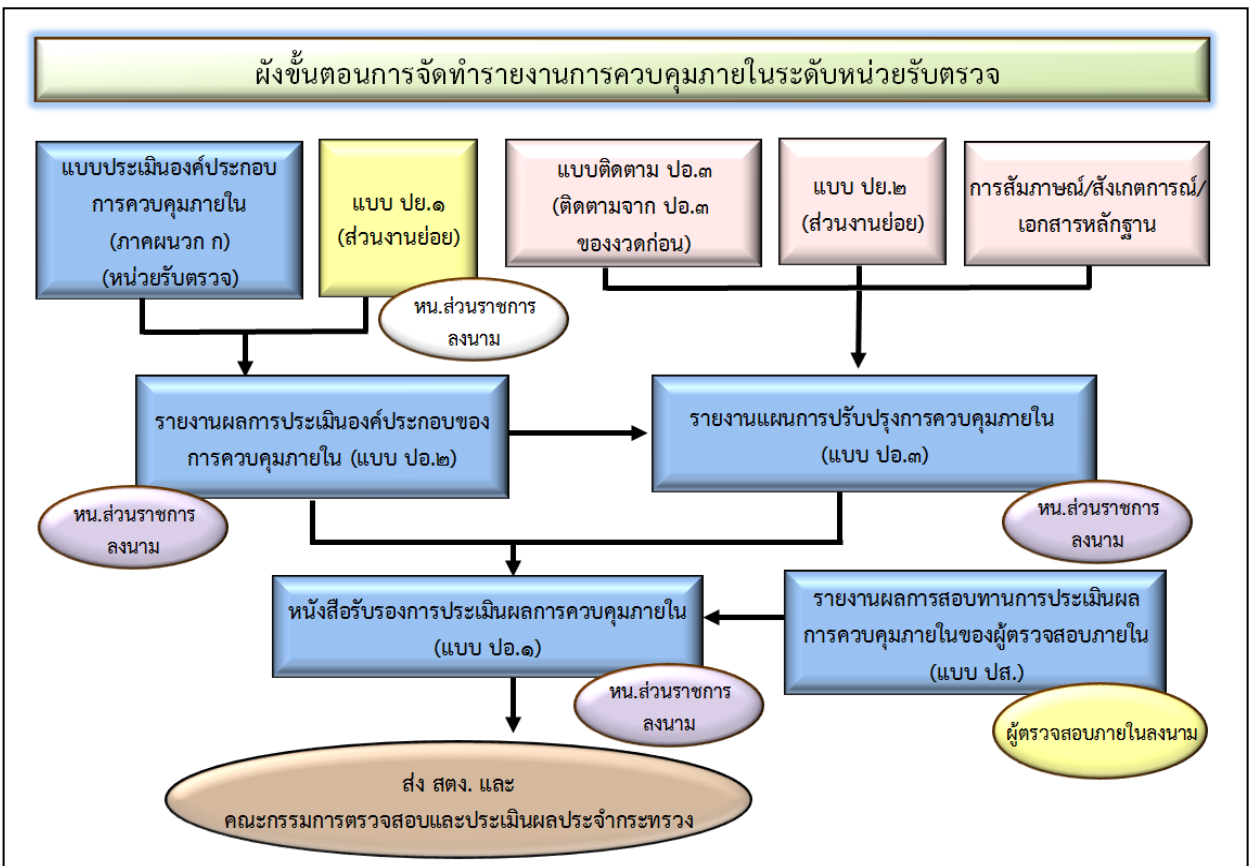 ผังขั้นตอนการจัดทำรายงานการควบคุมภายในระดับหน่วยรับตรวจ
แบบประเมินองค์ประกอบ
การควบคุมภายใน
(ภาคผนวก ก)
(หน่วยรับตรวจ)
แบบ ปย.๑
(ส่วนงานย่อย)
หน.ส่วนราชการ
ลงนาม
แบบติดตาม ปอ.๓
(ติดตามจาก ปอ.๓
ของงวดก่อน)
แบบ ปย.๒
(ส่วนงานย่อย)
การสัมภาษณ์/สังเกตการณ์/
เอกสารหลักฐาน
รายงานผลการประเมินองค์ประกอบของ
การควบคุมภายใน (แบบ ปอ.๒)
หน.ส่วนราชการ
ลงนาม
รายงานแผนการปรับปรุงการควบคุมภายใน
(แบบ ปอ.๓)
หน.ส่วนราชการ
ลงนาม
หนังสือรับรองการประเมินผลการควบคุมภายใน
(แบบ ปอ.๑)
หน.ส่วนราชการ
ลงนาม
รายงานผลการสอบทานการประเมินผล
การควบคุมภายในของผู้ตรวจสอบภายใน
(แบบ ปส.)
ผู้ตรวจสอบภายในลงนาม
ส่ง สตง. และ
คณะกรรมการตรวจสอบและประเมินผลประจำกระทรวง